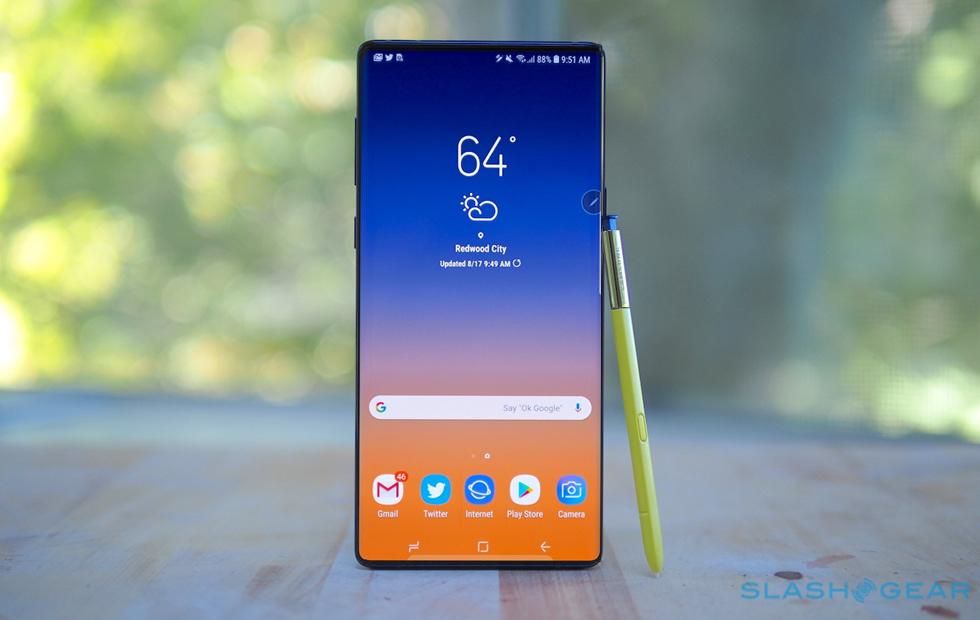 88% 9:51 AM
64°
Redwood City
Updated 8/17 9:49 AM
Say "Ok Google"
46
Gmail Twitter Internet Play Store Camera
SAMSUNG
SLASHGEAR